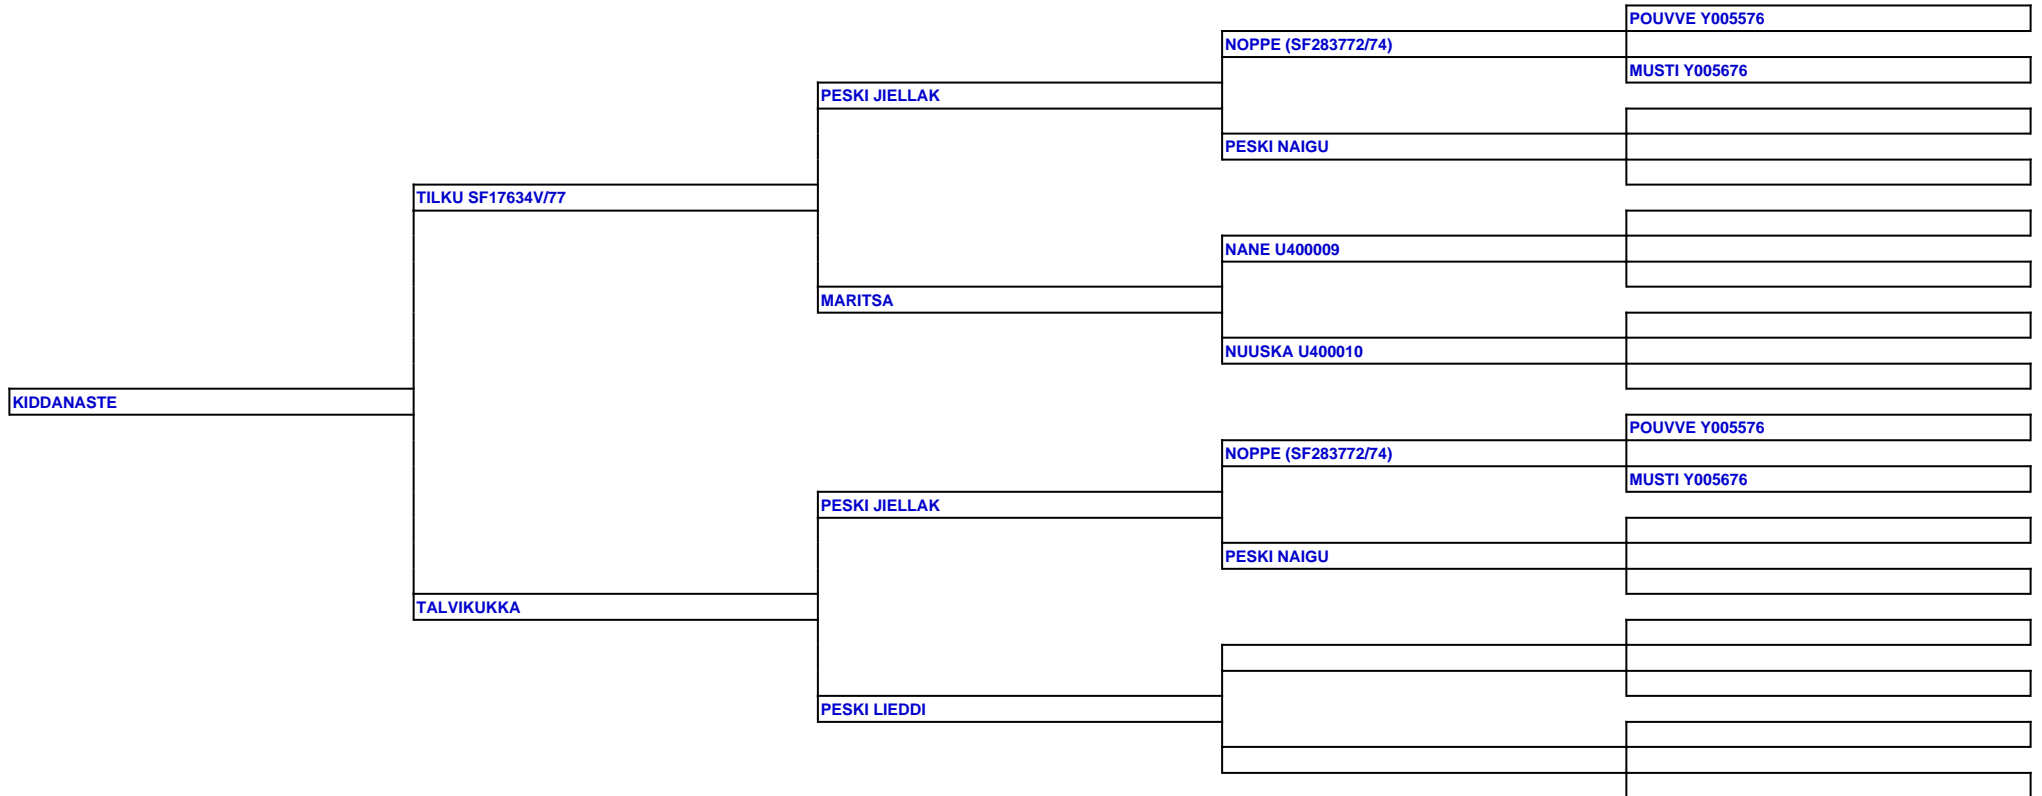 POUVVE Y005576
NOPPE (SF283772/74)
MUSTI Y005676
PESKI JIELLAK
PESKI NAIGU
TILKU SF17634V/77
NANE U400009
MARITSA
NUUSKA U400010
KIDDANASTE
POUVVE Y005576
NOPPE (SF283772/74)
MUSTI Y005676
PESKI JIELLAK
PESKI NAIGU
TALVIKUKKA
PESKI LIEDDI